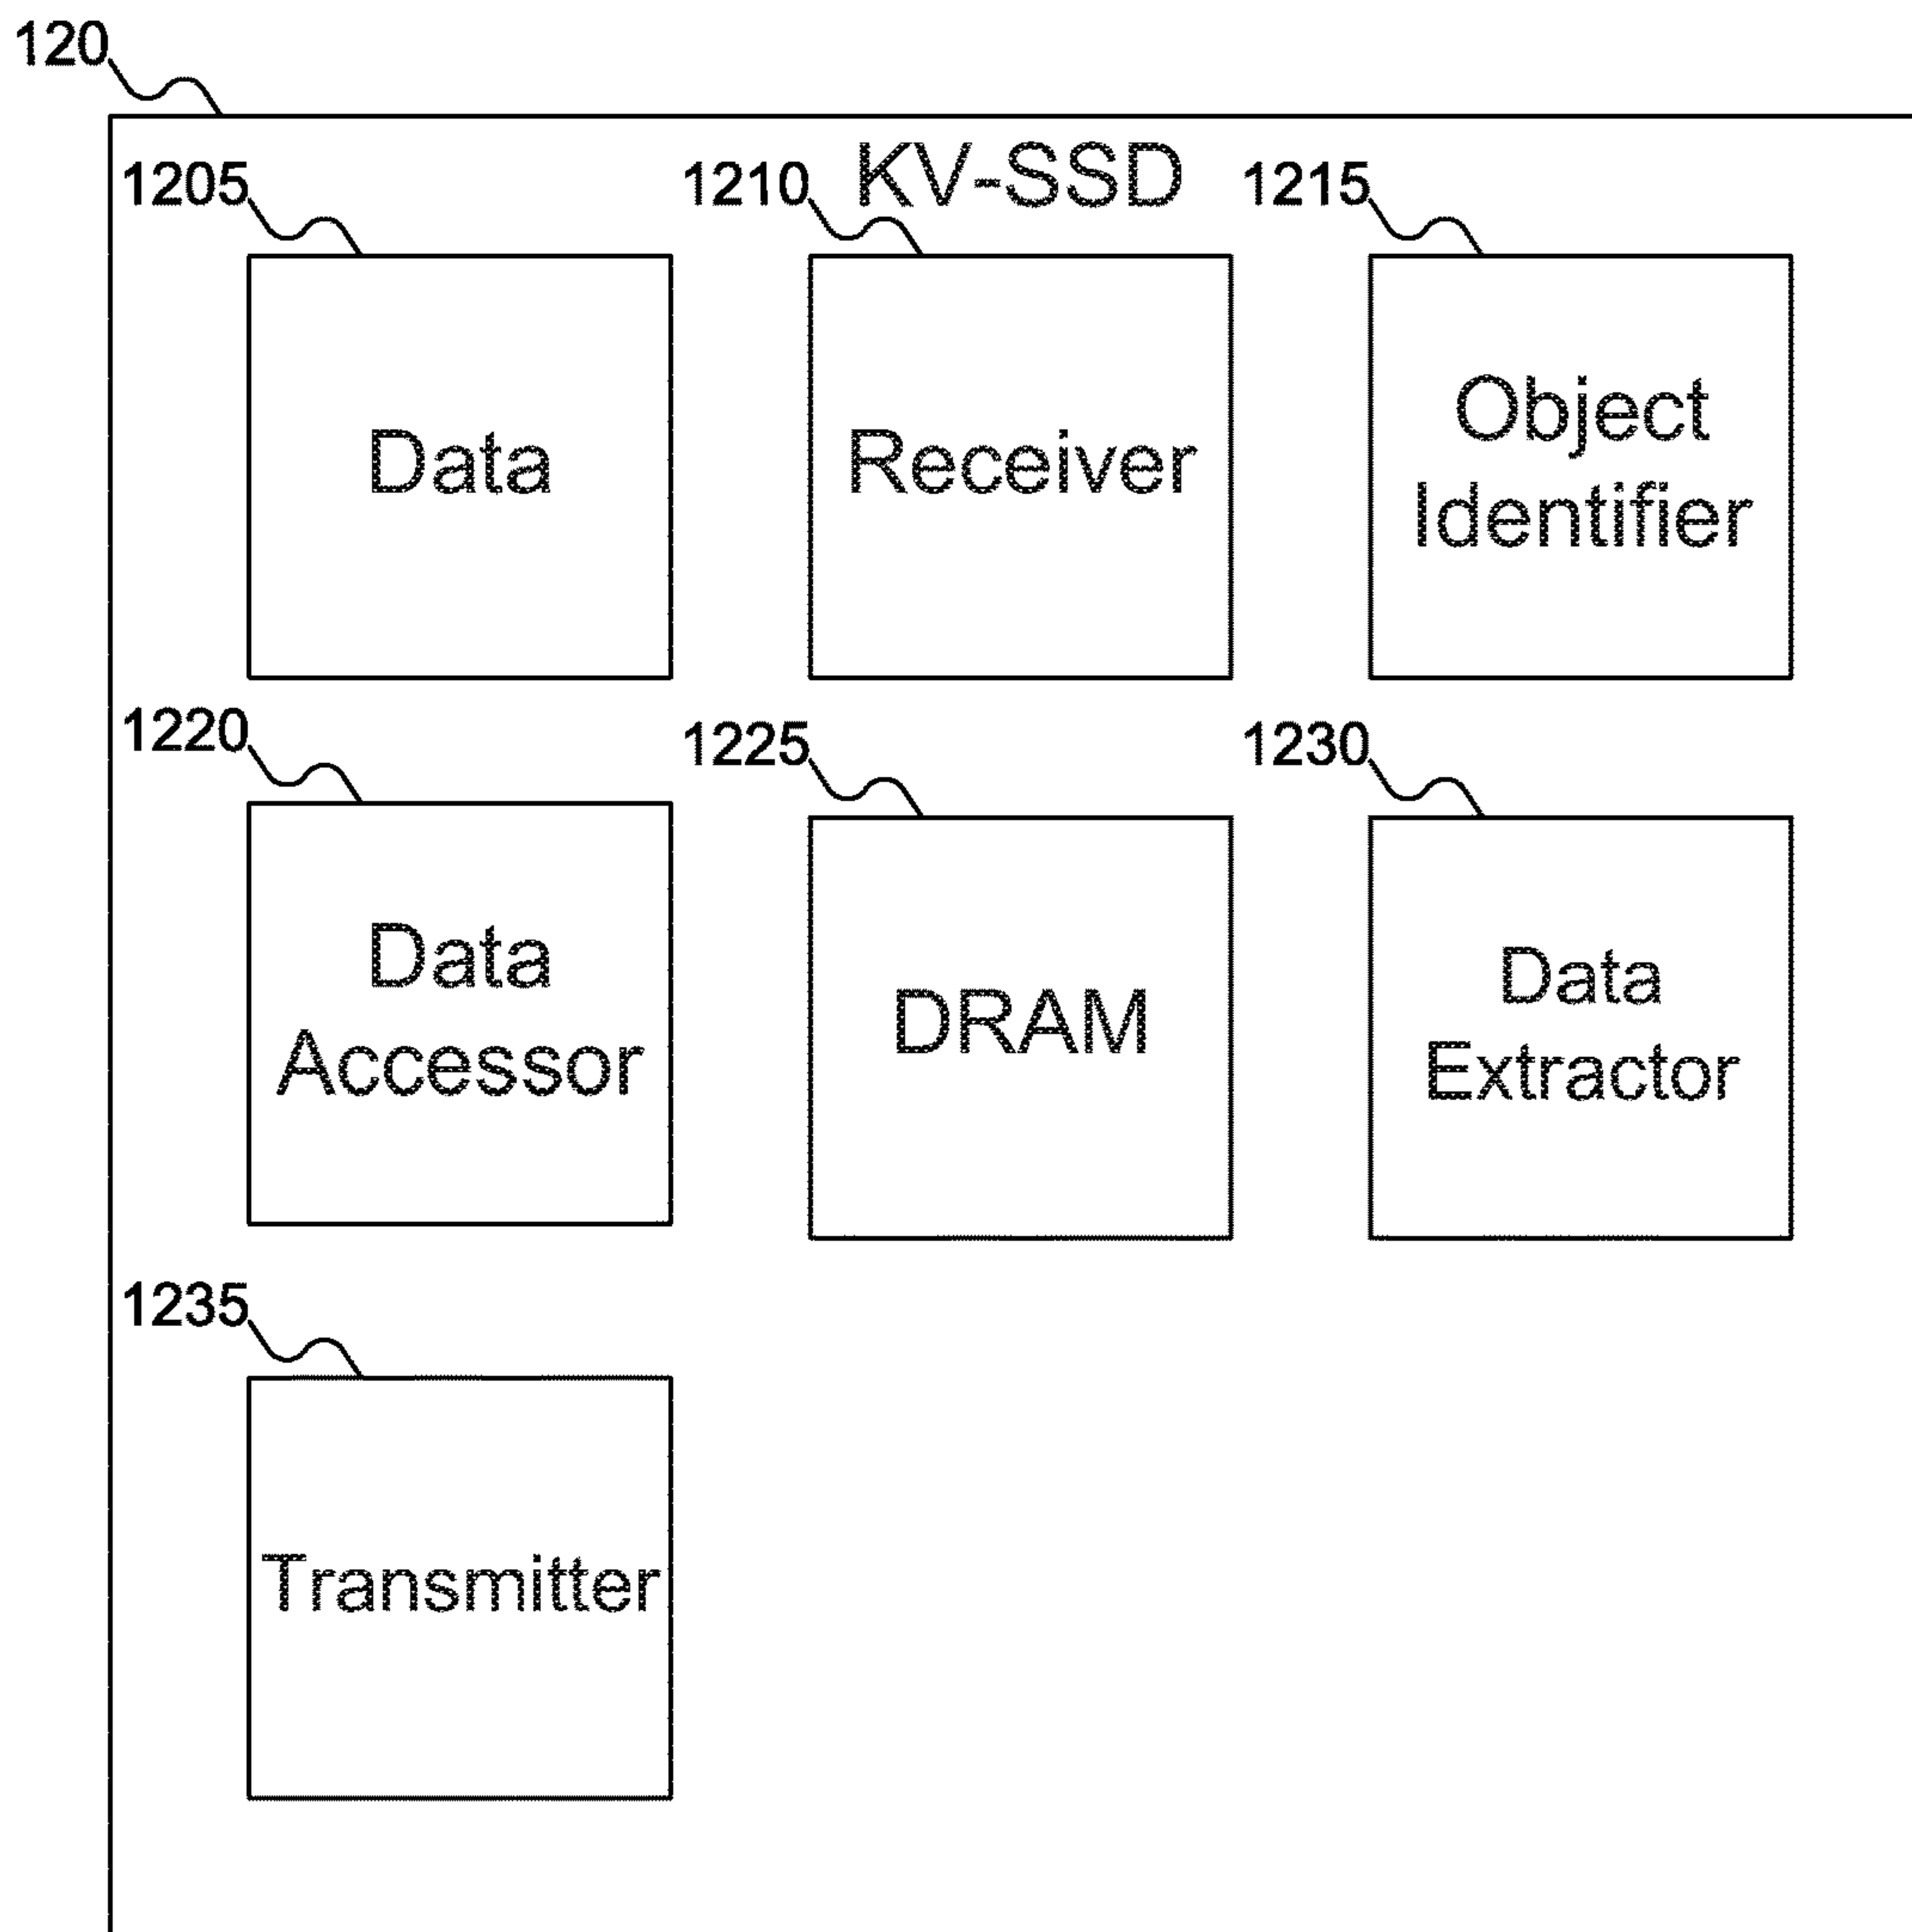 120
KV-SSD
1205
1210
1215
Data
Receiver
Object
Identifier
1220
1225
1230
Data
Accessor
DRAM
Data
Extractor
1235
Transmitter